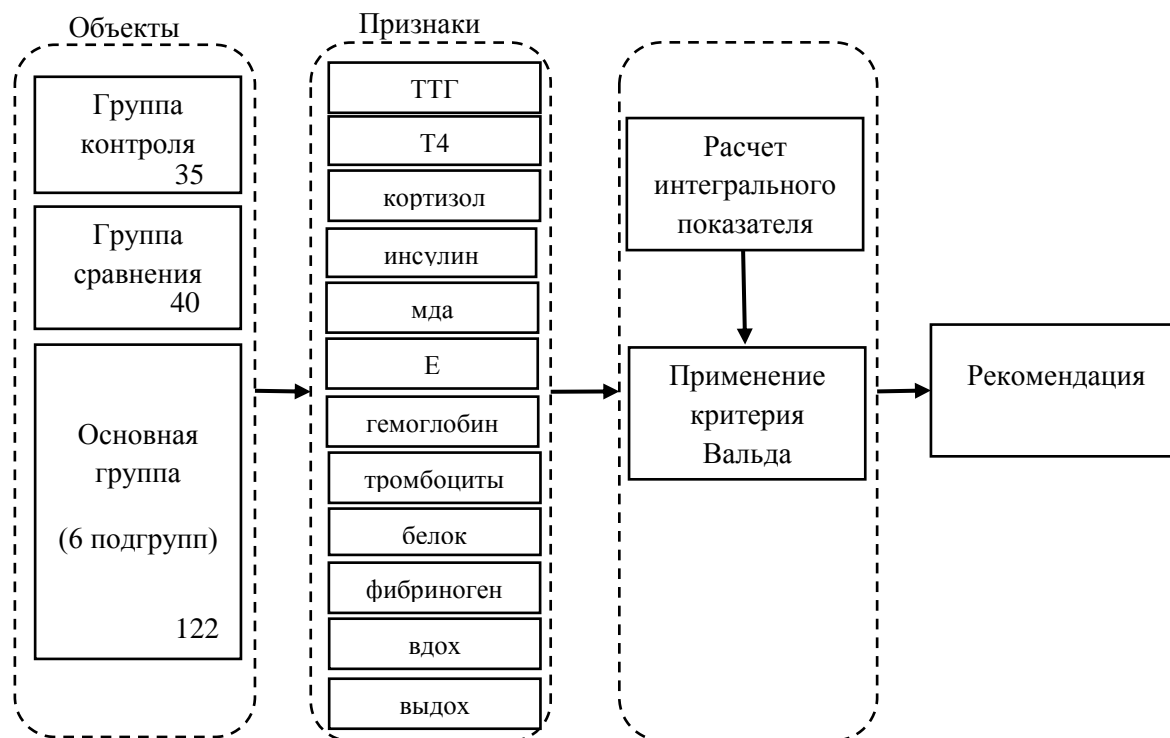 Объекты
Группа
контроля
35
Группа
сравнения
40
Основная
группа
(6 подгрупп)
122
Признаки
ТТГ
Т4
кортизол
инсулин
мда
Е
гемоглобин
тромбоциты
белок
фибриноген
вдох
выдох
Расчет
интегрального
показателя
Применение
критерия
Вальда
Рекомендация